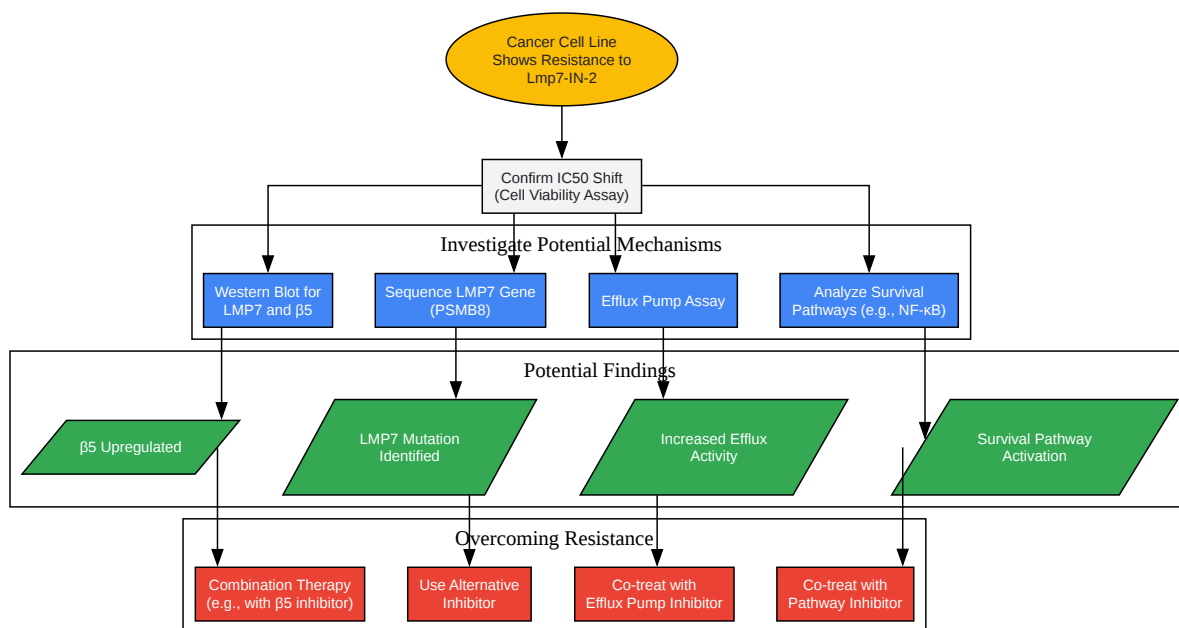 Cancer Cell Line
Shows Resistance to
Lmp7-IN-2
Confirm IC50 Shift
(Cell Viability Assay)
Investigate Potential Mechanisms
Western Blot for
LMP7 and β5
Sequence LMP7 Gene
(PSMB8)
Efflux Pump Assay
Analyze Survival
Pathways (e.g., NF-κB)
Potential Findings
β5 Upregulated
LMP7 Mutation
Identified
Increased Efflux
Activity
Survival Pathway
Activation
Overcoming Resistance
Combination Therapy
(e.g., with β5 inhibitor)
Use Alternative
Inhibitor
Co-treat with
Efflux Pump Inhibitor
Co-treat with
Pathway Inhibitor